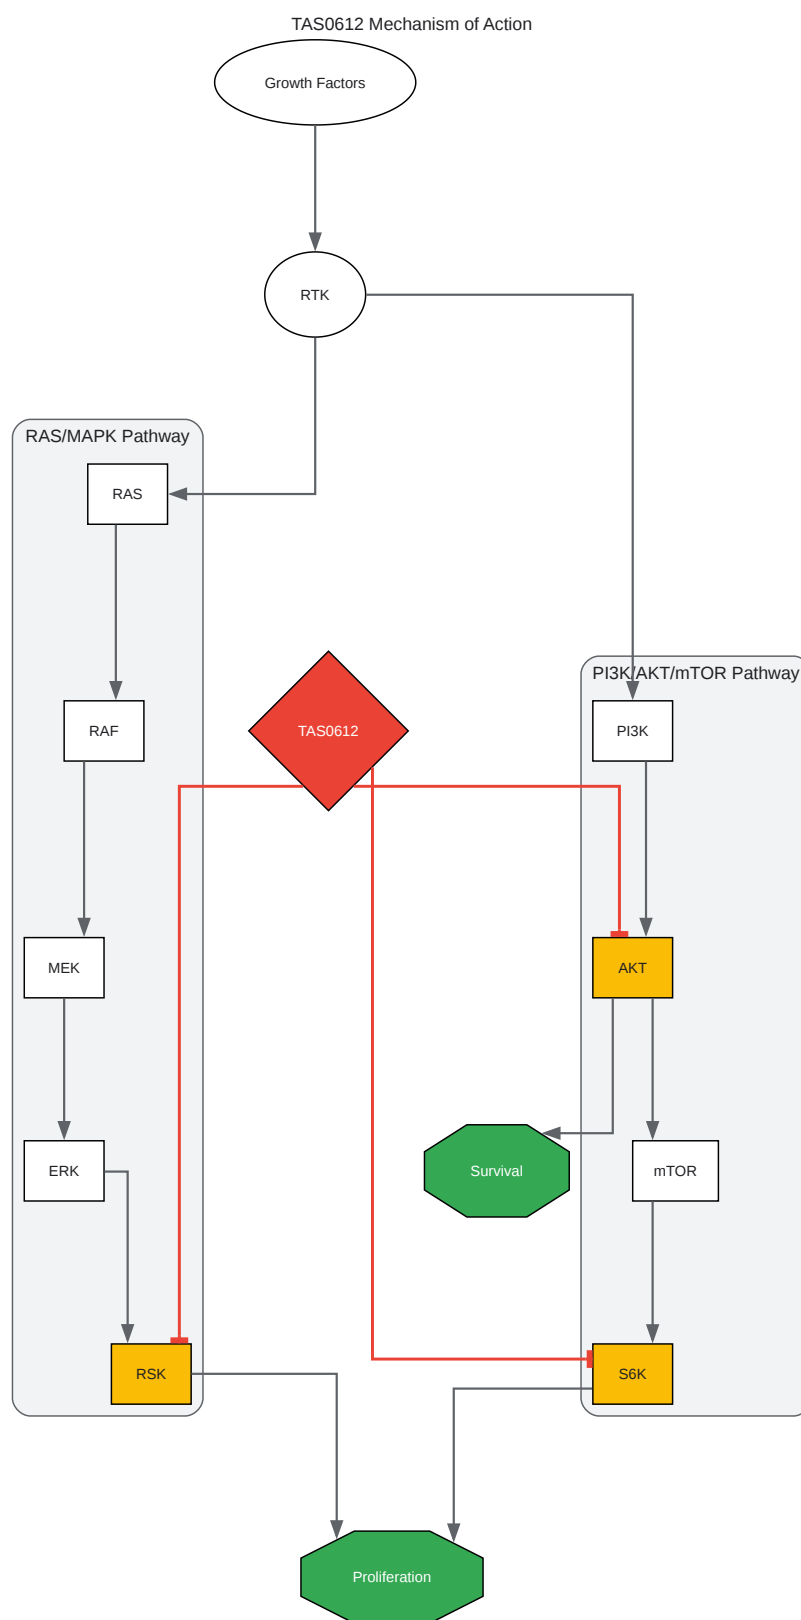 TAS0612 Mechanism of Action
Growth Factors
RTK
RAS/MAPK Pathway
RAS
PI3K/AKT/mTOR Pathway
RAF
TAS0612
PI3K
MEK
AKT
ERK
Survival
mTOR
RSK
S6K
Proliferation